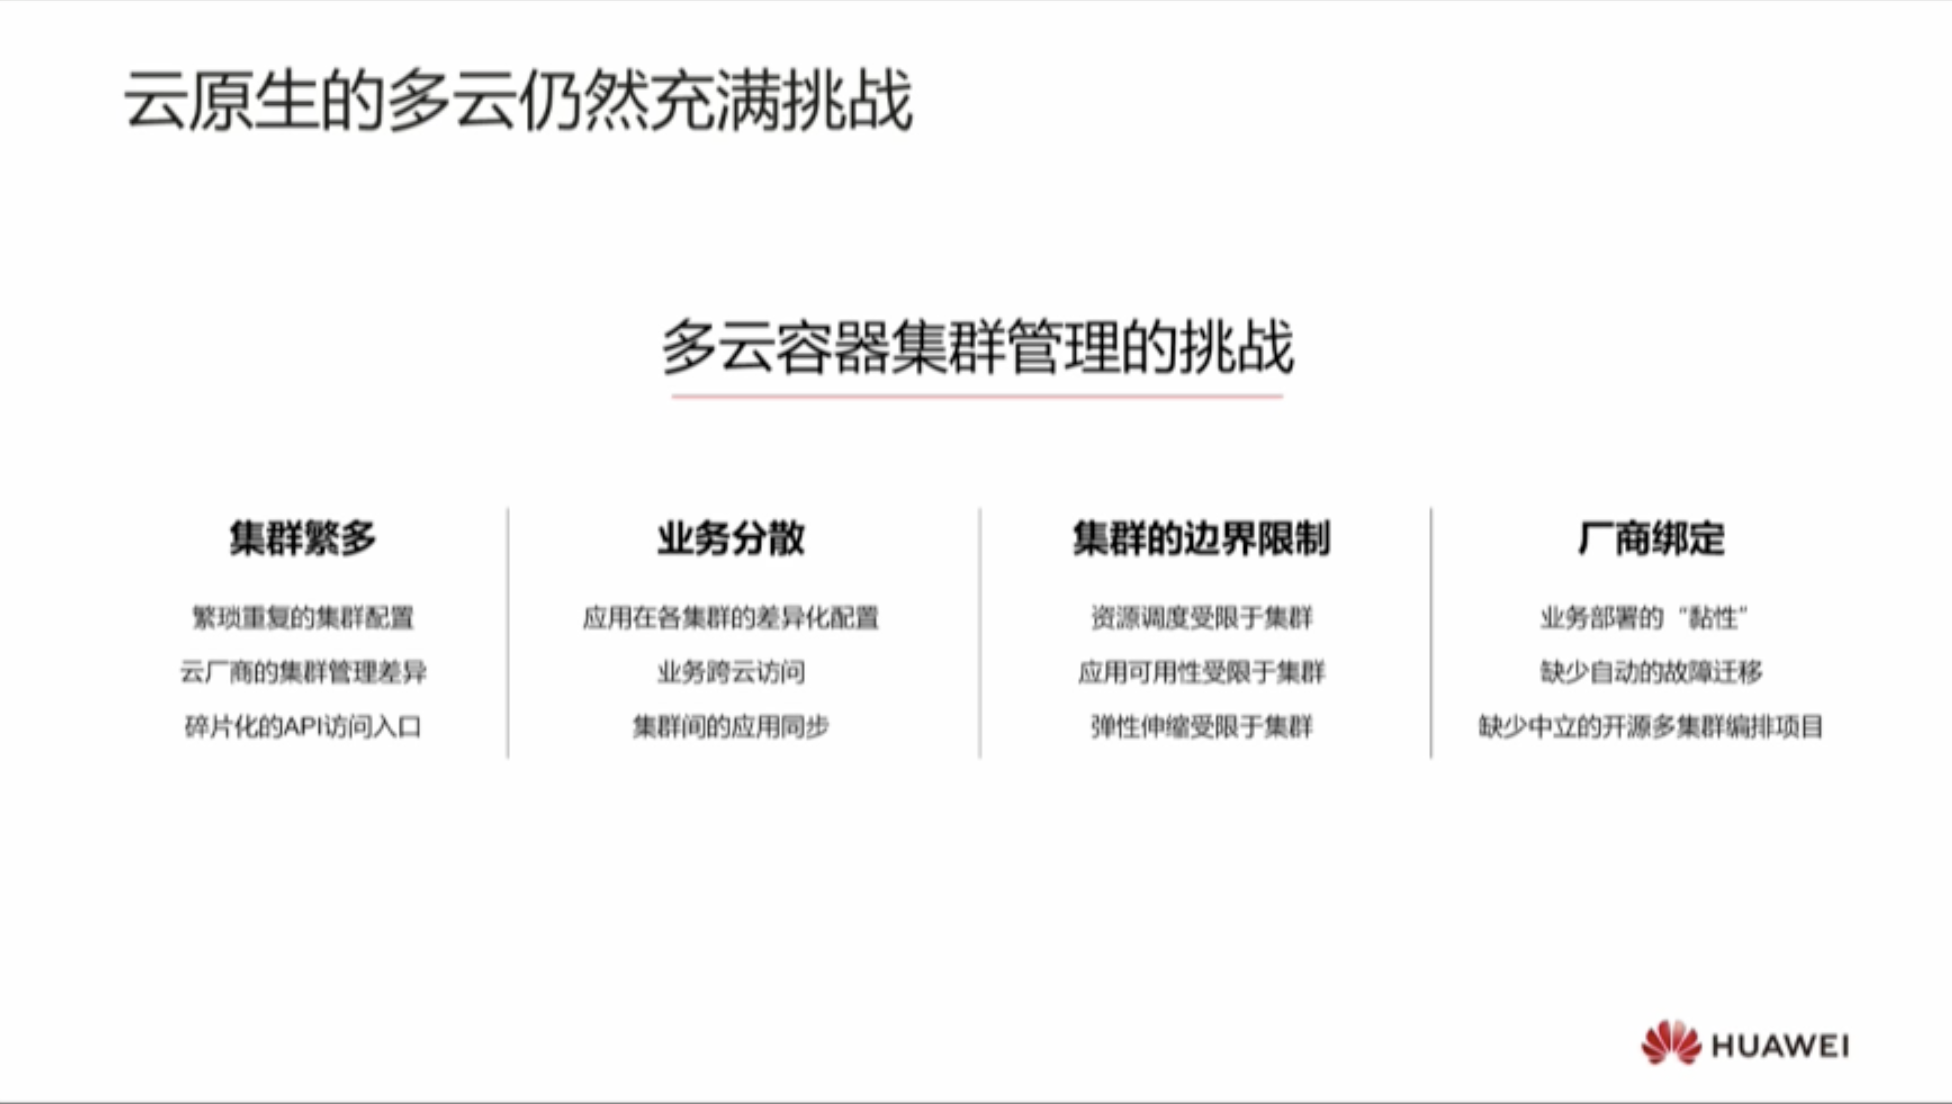 云原生的多云仍然充满挑战
多云容器集群管理的挑战
集群繁多
繁琐重复的集群配置
云厂商的集群管理差异
碎片化的API访问入口
业务分散
应用在各集群的差异化配置
业务跨云访问
集群间的应用同步
集群的边界限制
资源调度受限于集群
应用可用性受限于集群
弹性伸缩受限于集群
厂商绑定
业务部署的“黏性”
缺少自动的故障迁移
缺少中立的开源多集群编排项目
HUAWEI